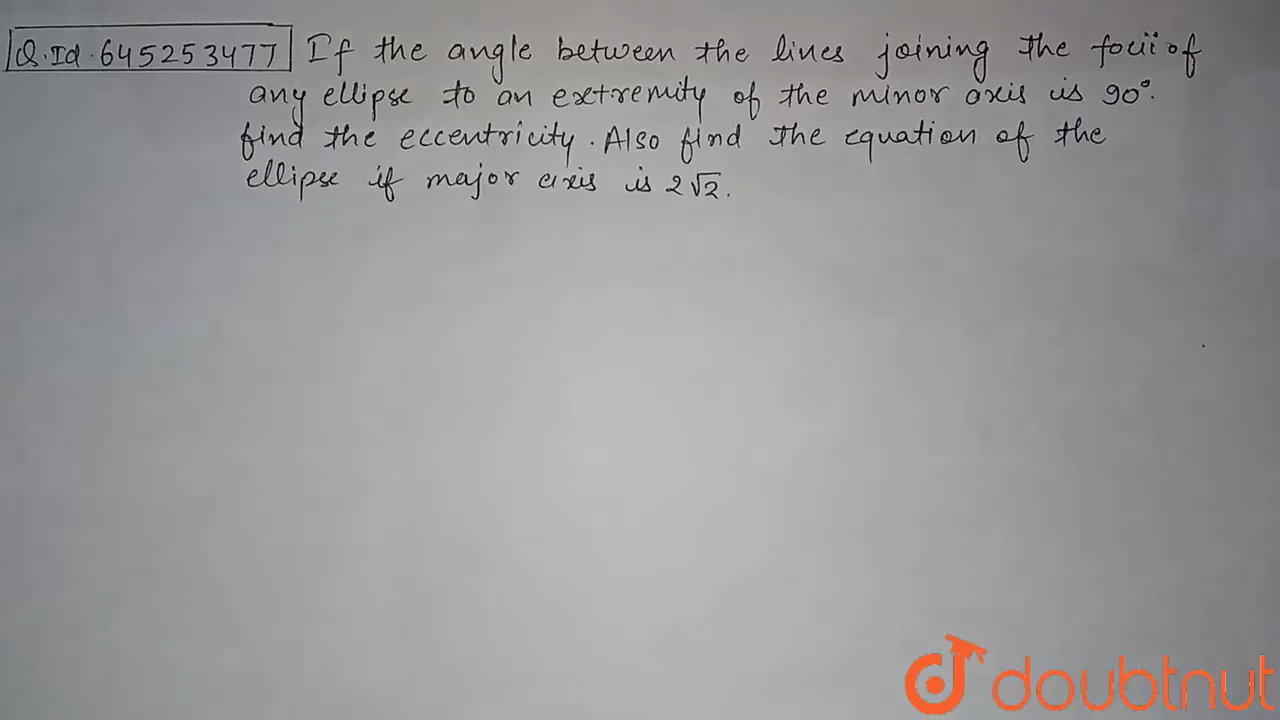 Q.Id.645253477 If the angle between the lines joining the focii of
any ellipse to an extremity of the minor axis is 90°.
find the eccentricity. Also find the equation of the
ellipse if major axis is 2√2.
doubtnut